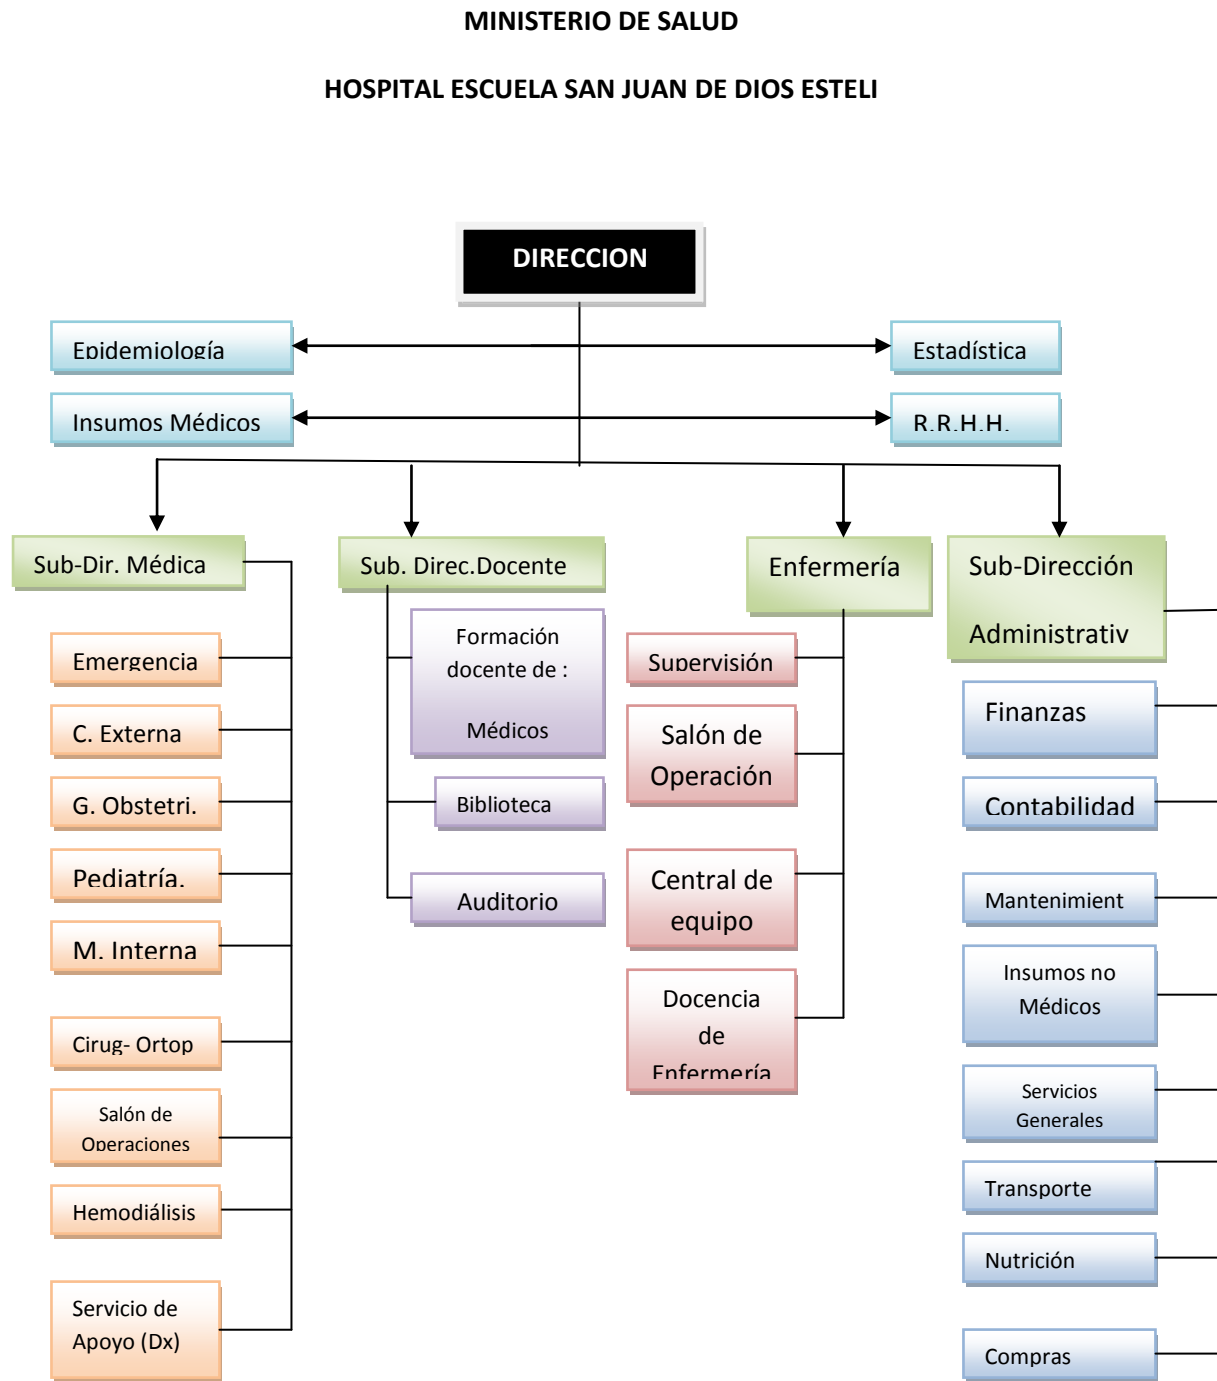 MINISTERIO DE SALUD
HOSPITAL ESCUELA SAN JUAN DE DIOS ESTELI
DIRECCION
Epidemiología
Estadística
Insumos Médicos
R.R.H.H.
Sub-Dir. Médica
Emergencia
C. Externa
G. Obstetri.
Pediatría.
M. Interna
Cirug- Ortop
Salón de
Operaciones
Hemodiálisis
Servicio de
Apoyo (Dx)
Sub. Direc.Docente
Formación
docente de :
Médicos
Biblioteca
Auditorio
Enfermería
Supervisión
Salón de
Operación
Central de
equipo
Docencia
de
Enfermería
Sub-Dirección
Administrativ
Finanzas
Contabilidad
Mantenimient
Insumos no
Médicos
Servicios
Generales
Transporte
Nutrición
Compras